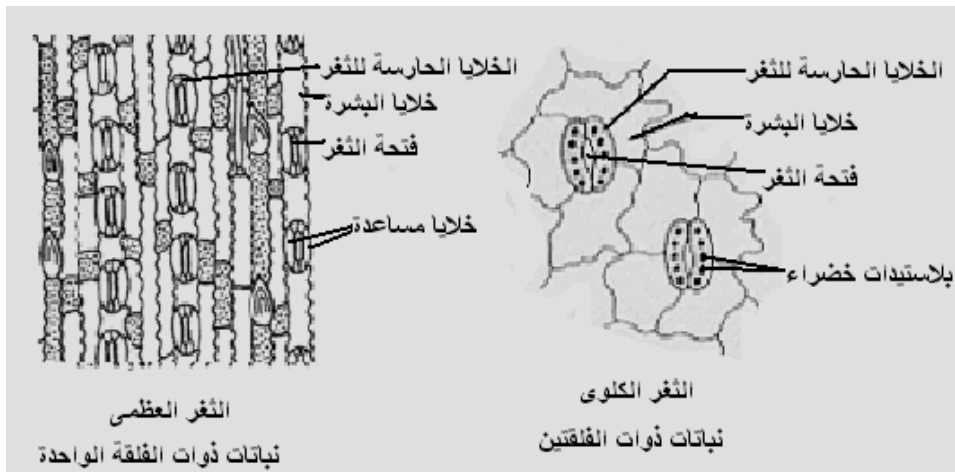 الخلايا الحارسة للثغر
خلايا البشرة
فتحة الثغر
بلاستيدات خضراء
الثغر الكلوى
نباتات ذوات الفلقتين
الخلايا الحارسة للثغر
خلايا البشرة
فتحة الثغر
خلايا مساعدة
الثغر العظمى
نباتات ذوات الفلقة الواحدة